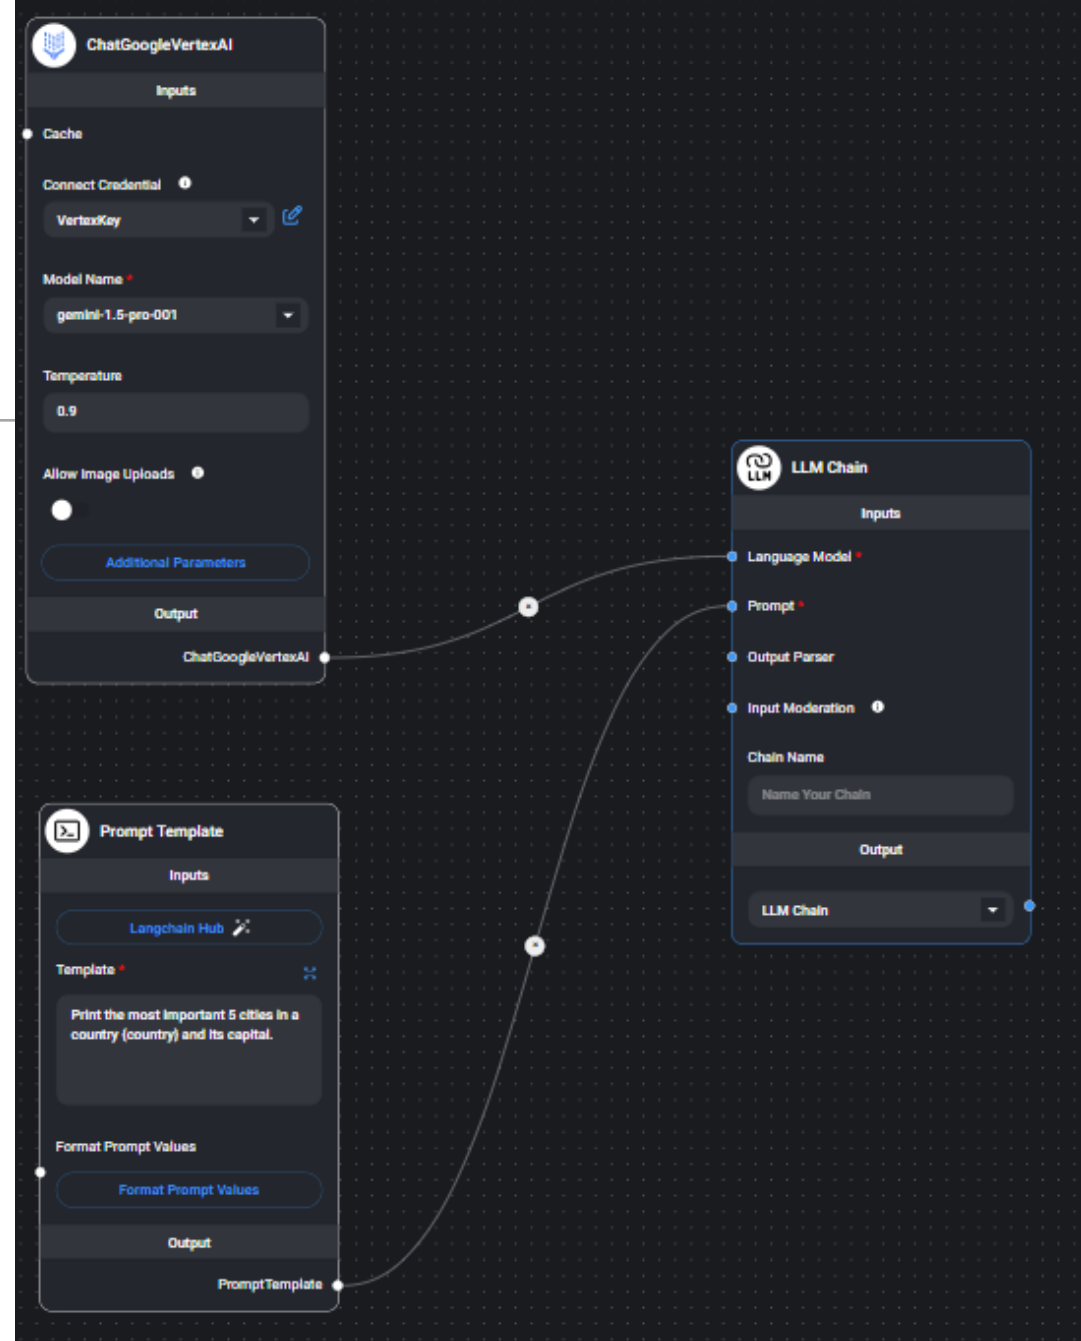 ChatGoogleVertexAI
Inputs
Cache
Connect Credential
VertexKey
Model Name *
gemini-1.5-pro-001
Temperature
0.9
Allow Image Uploads
Additional Parameters
Output
ChatGoogleVertexAI
LLM
LLM Chain
Inputs
Language Model *
Prompt *
Output Parser
Input Moderation
Chain Name
Name Your Chain
Output
LLM Chain
Prompt Template
Inputs
Langchain Hub
Template *
Print the most important 5 cities in a
country {country} and its capital.
Format Prompt Values
Format Prompt Values
Output
PromptTemplate